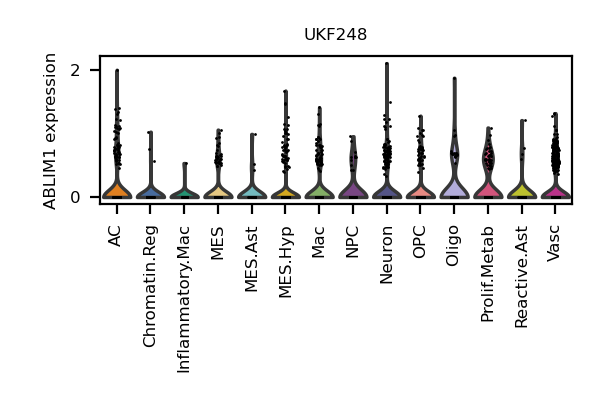 UKF248
ABLIM1 expression
2
0
AC
Chromatin.Reg
Inflammatory.Mac
MES
MES.Ast
MES.Hyp
Mac
NPC
Neuron
OPC
Oligo
Prolif.Metab
Reactive.Ast
Vasc